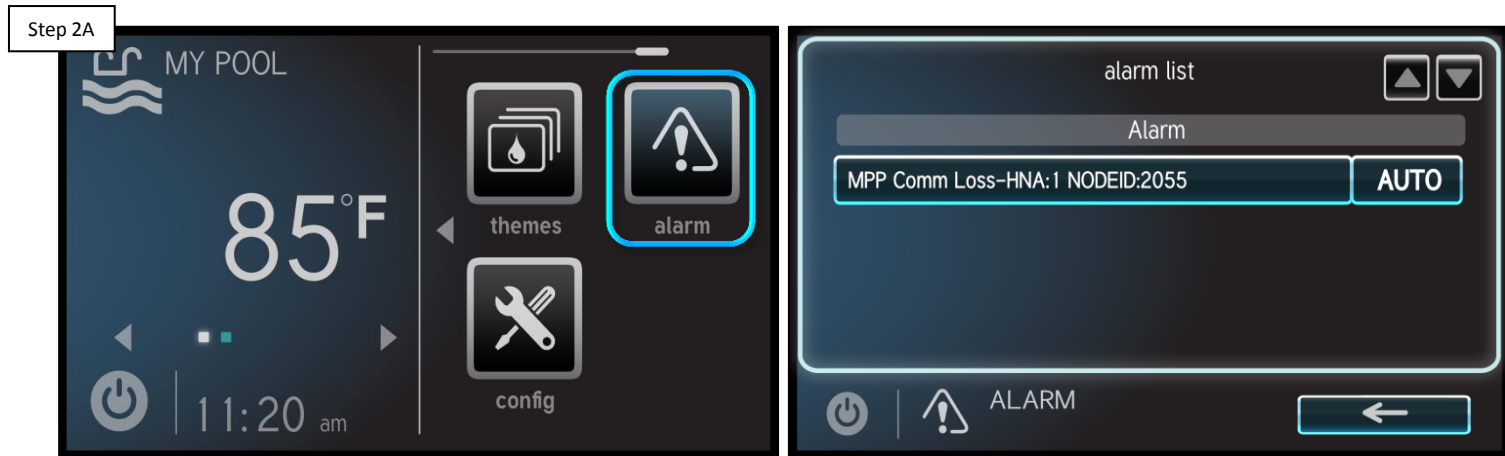 Step 2A
MY POOL
85°F
11:20 am
themes
alarm
config
alarm list
Alarm
MPP Comm Loss-HNA:1 NODEID:2055
AUTO
ALARM